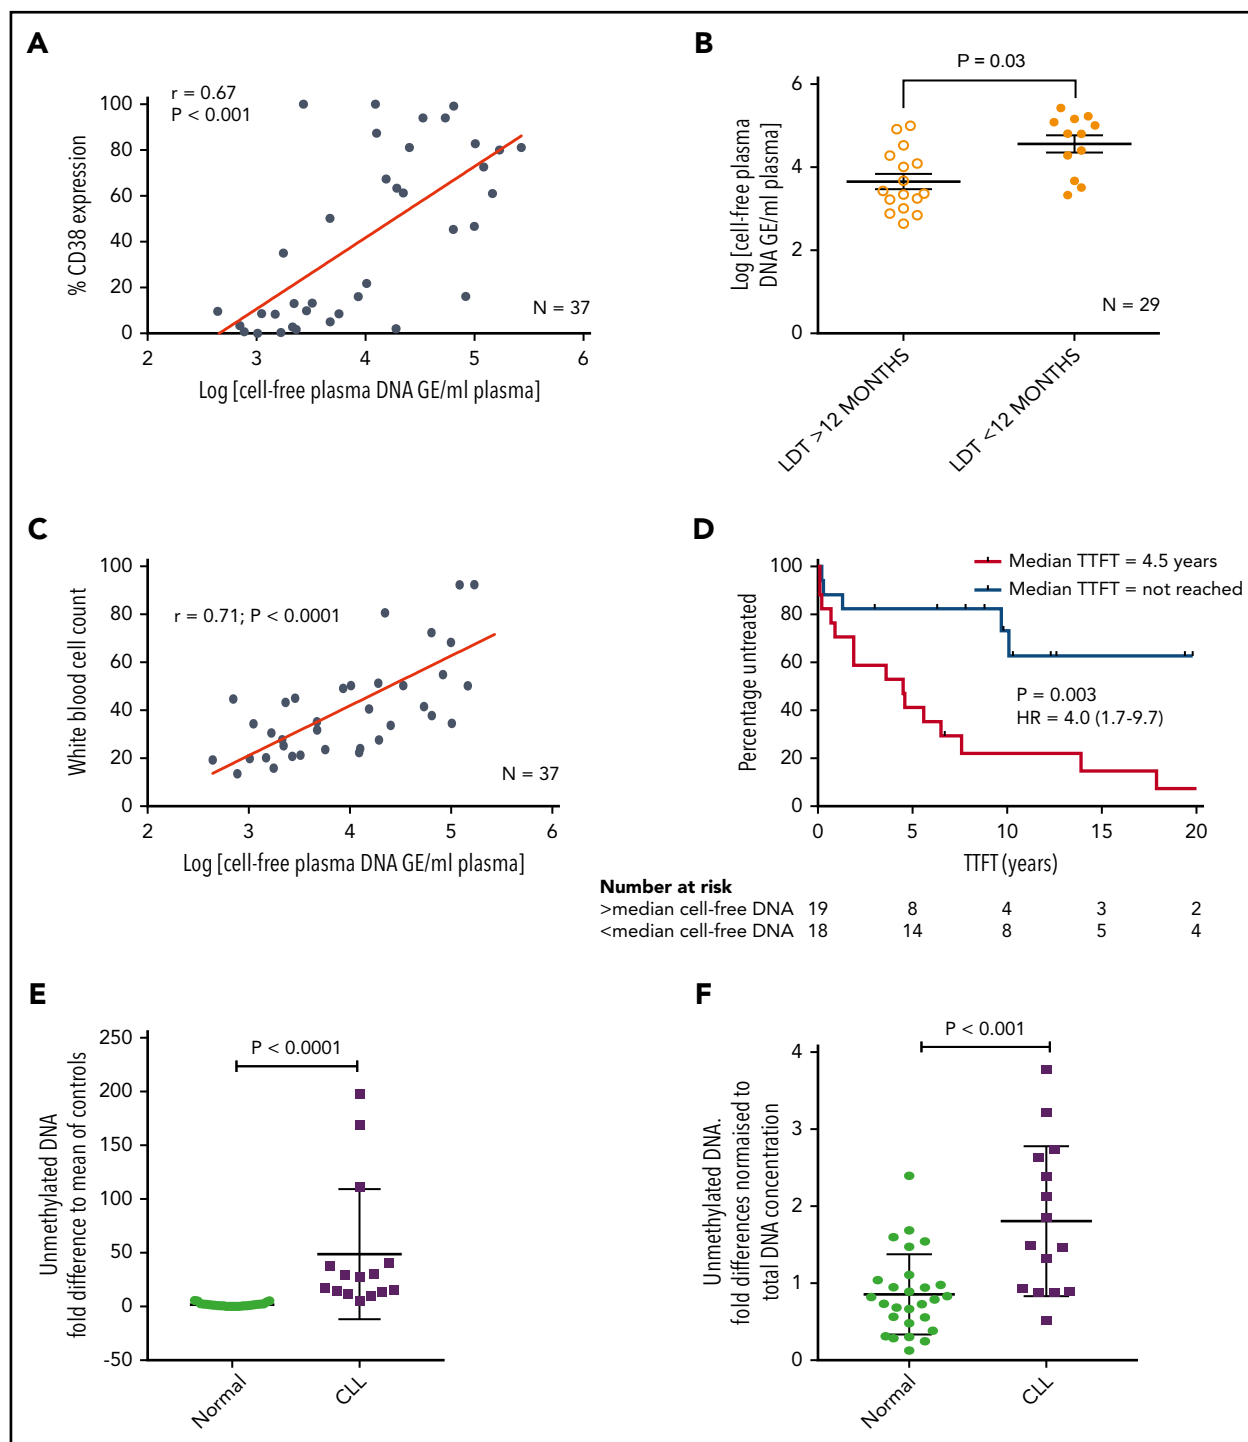 A
r = 0.67
P < 0.001
100
80
60
40
20
0
% CD38 expression
N = 37
2 3 4 5 6
Log [cell-free plasma DNA GE/ml plasma]
B
P = 0.03
6
4
2
0
Log [cell-free plasma
DNA GE/ml plasma]
N = 29
LDT >12 MONTHS
LDT <12 MONTHS
C
100
80
60
40
20
0
White blood cell count
r = 0.71; P < 0.0001
N = 37
2 3 4 5 6
Log [cell-free plasma DNA GE/ml plasma]
D
100
80
60
40
20
0
Percentage untreated
Median TTFT = 4.5 years
Median TTFT = not reached
P = 0.003
HR = 4.0 (1.7-9.7)
0 5 10 15 20
TTFT (years)
Number at risk
>median cell-free DNA 19 8 4 3 2
<median cell-free DNA 18 14 8 5 4
E
250
200
150
100
50
0
-50
Unmethylated DNA
fold difference to mean of controls
P < 0.0001
Normal
CLL
F
P < 0.001
4
3
2
1
0
Unmethylated DNA.
fold differences normaised to
total DNA concentration
Normal
CLL